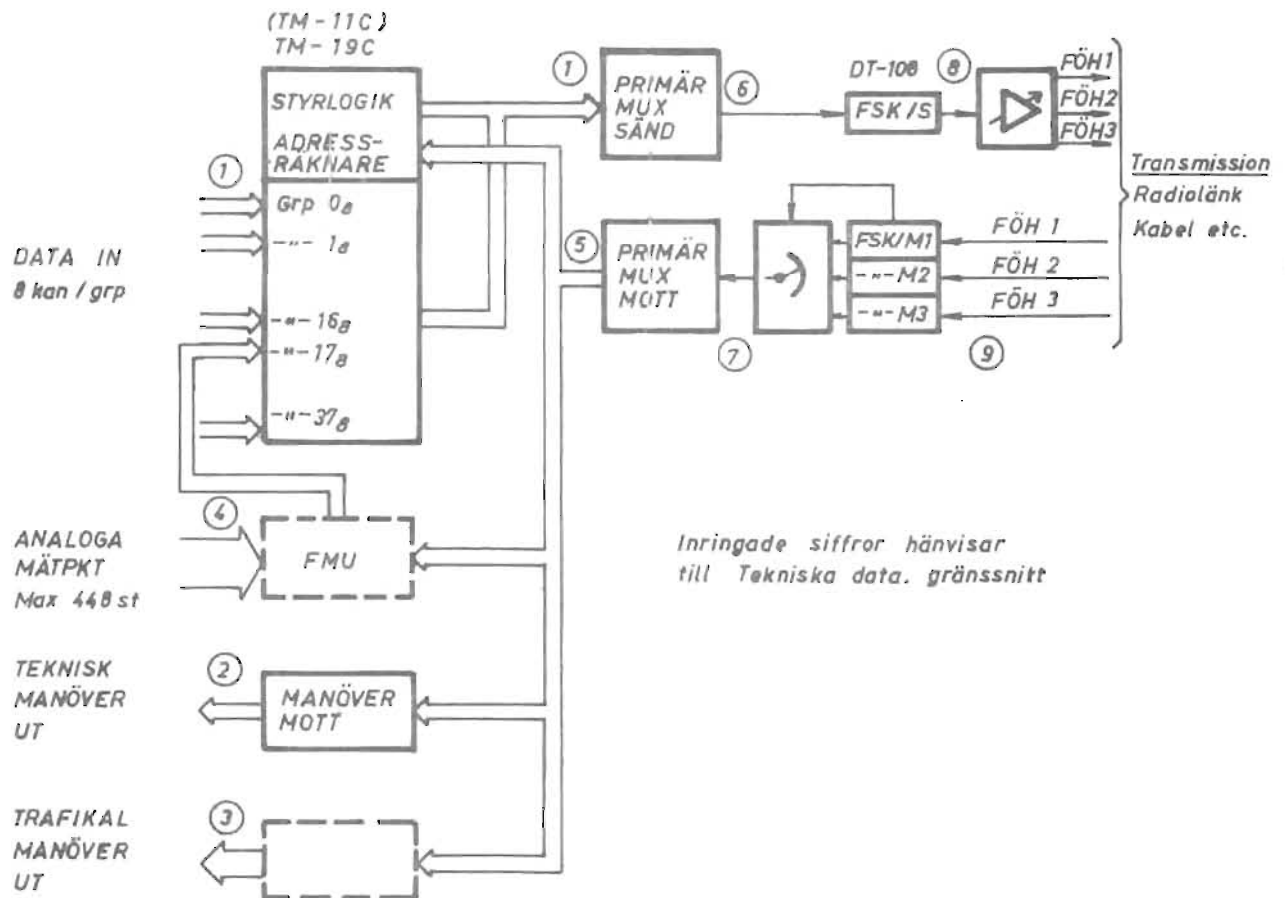 (TM-11C)
TM-19C
STYRLOGIK
ADRESS-
RÄKNARE
1
Grp 0₈
-"- 1₈
-"- 16₈
-"- 17₈
-"- 37₈
DATA IN
8 kan / grp
1
PRIMÄR
MUX
SÄND
6
DT-108
FSK/S
8
FÖH1
FÖH2
FÖH3
Transmission
Radiolänk
Kabel etc.
5
PRIMÄR
MUX
MOTT
7
FSK/M1
-"- M2
-"- M3
FÖH 1
FÖH 2
FÖH 3
9
4
ANALOGA
MÄTPKT
Max 448 st
FMU
Inringade siffror hänvisar
till Tekniska data. gränssnitt
TEKNISK
MANÖVER
UT
2
MANÖVER
MOTT
TRAFIKAL
MANÖVER
UT
3